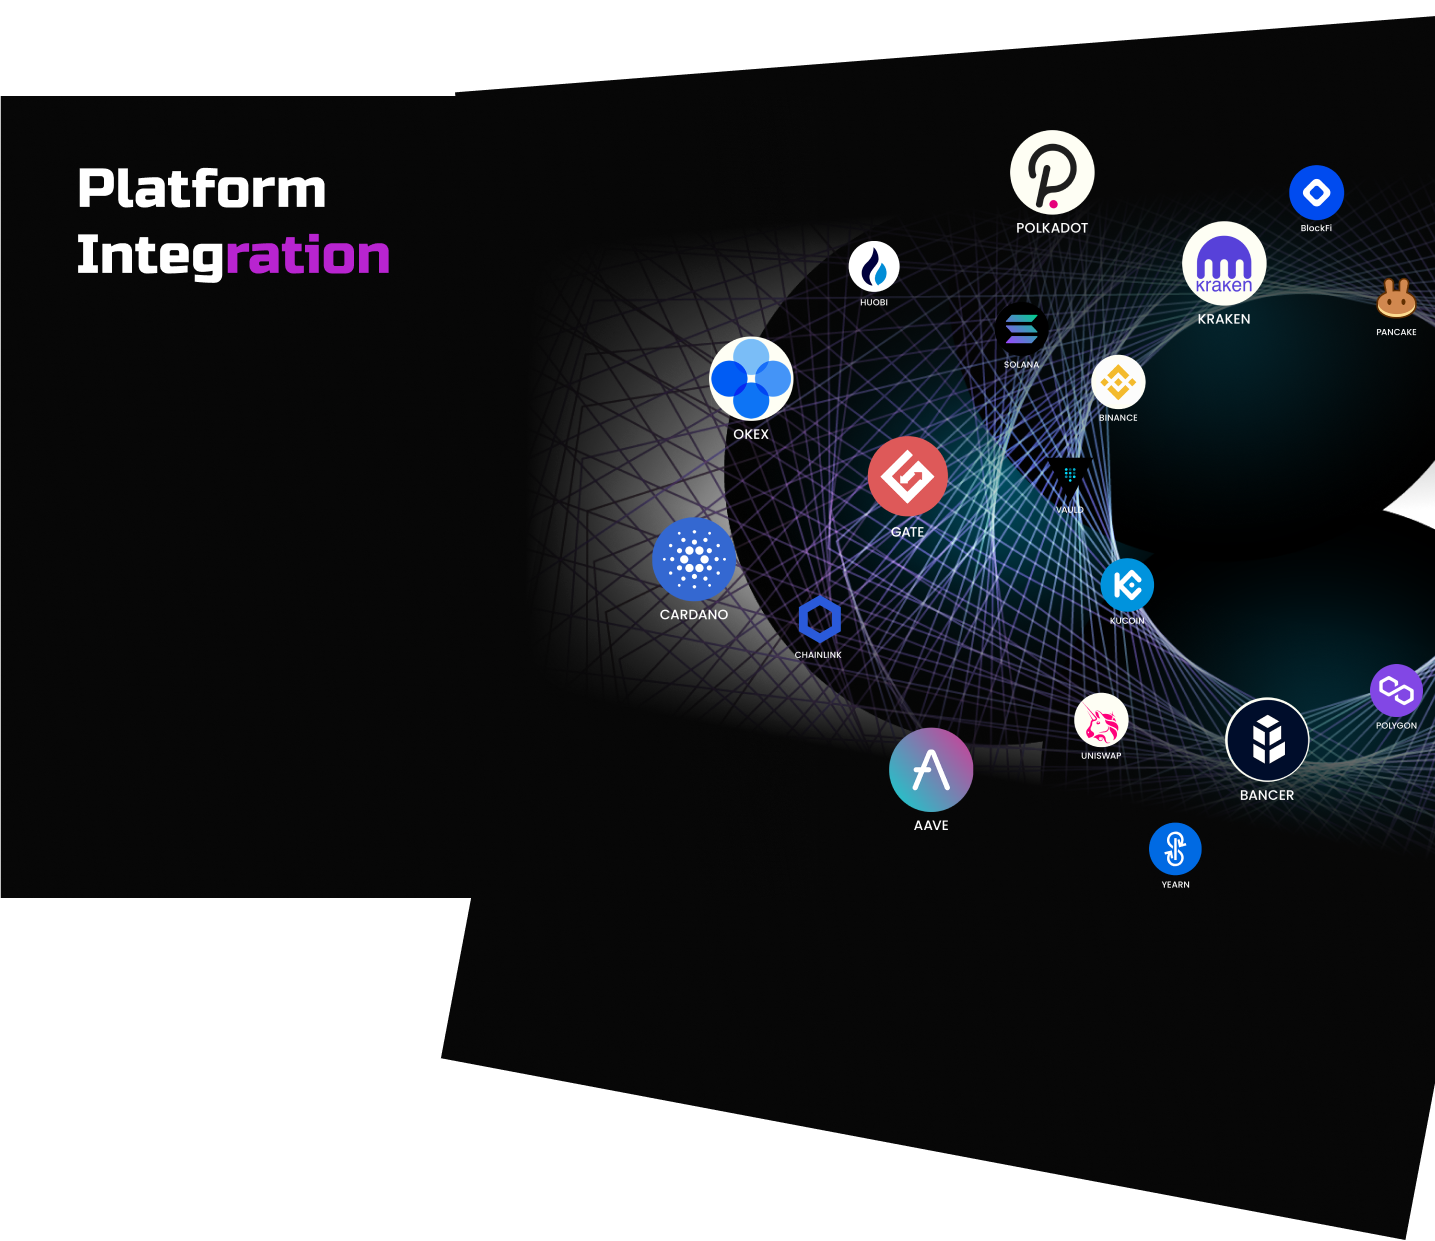 Platform
Integration
POLKADOT
BlockFi
HUOBI
KRAKEN
kraken
PANCAKE
SOLANA
BINANCE
OKEX
VAULD
GATE
CARDANO
KUCOIN
CHAINLINK
POLYGON
UNISWAP
BANCER
AAVE
YEARN